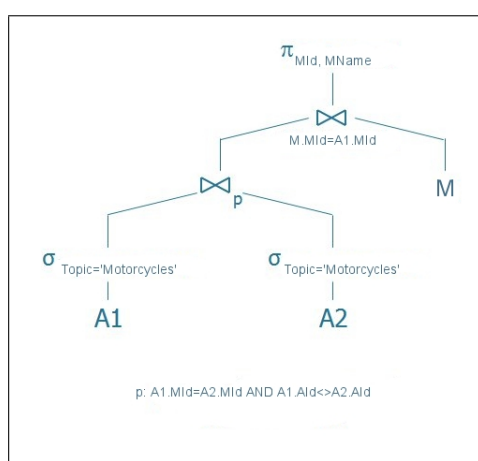 π MId, MName
⋈
M.MId=A1.MId
⋈ p
M
σ Topic='Motorcycles'
σ Topic='Motorcycles'
A1
A2
p: A1.MId=A2.MId AND A1.AId<>A2.AId